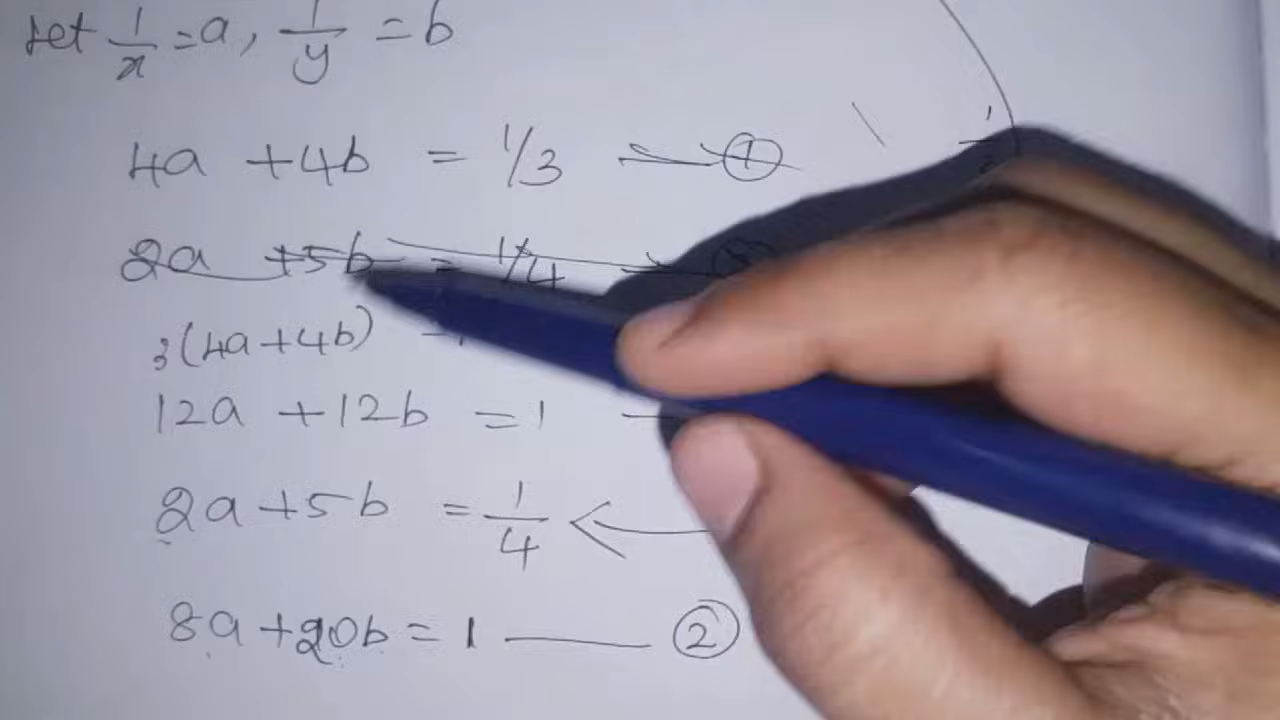 Let 1/x = a, 1/y = b
4a + 4b = 1/3 — ①
2a + 5b = 1/4
3(4a + 4b)
12a + 12b = 1 —
2a + 5b = 1/4 ←
8a + 20b = 1 — ②